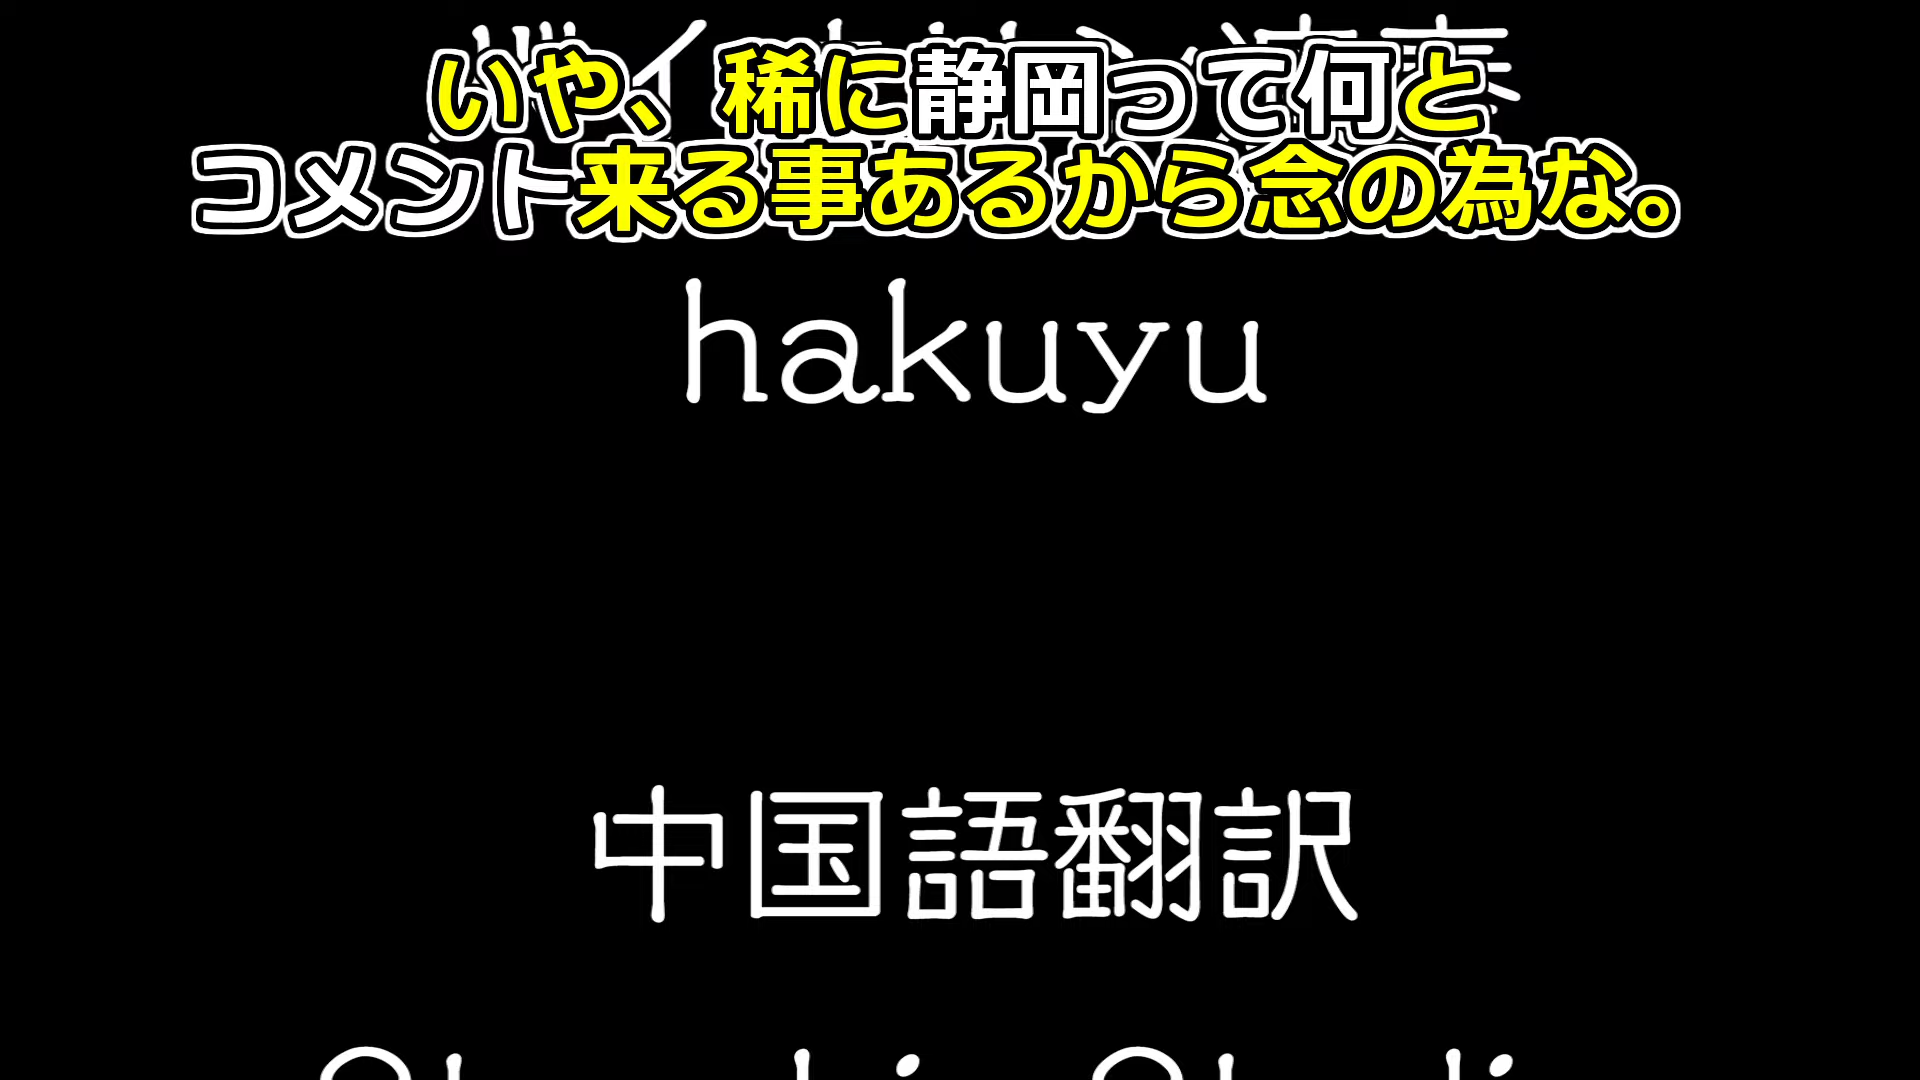 いや、稀に静岡って何と
コメント来る事あるから念の為な。
hakuyu
中国語翻訳